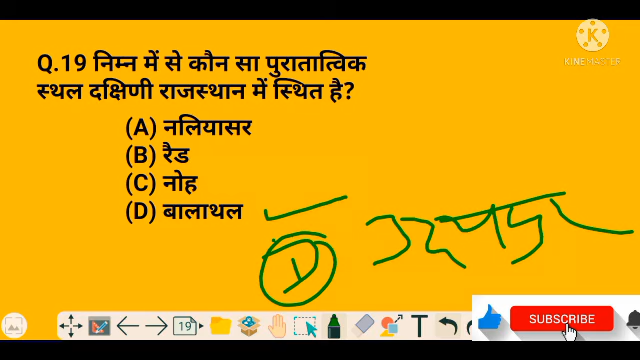 KINEMASTER
Q.19 निम्न में से कौन सा पुरातात्विक
स्थल दक्षिणी राजस्थान में स्थित है?
(A) नलियासर
(B) रैड
(C) नोह
(D) बालाथल
D उदयपुर
19
T
SUBSCRIBE